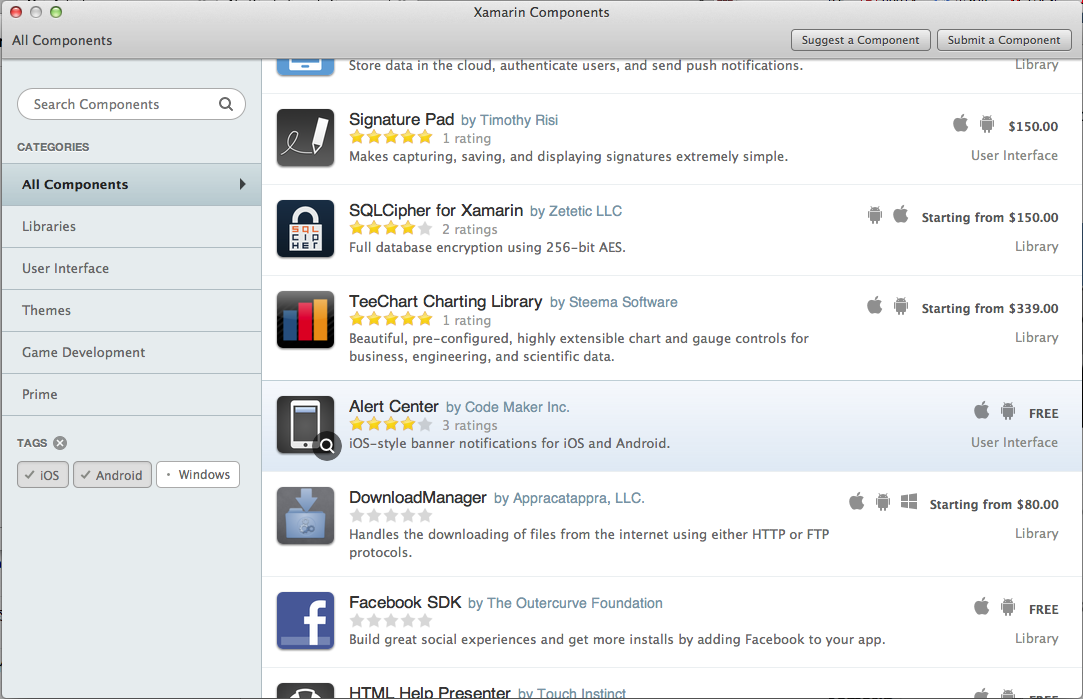 Xamarin Components
All Components
Suggest a Component
Submit a Component
Search Components
CATEGORIES
All Components
Libraries
User Interface
Themes
Game Development
Prime
TAGS
iOS
Android
Windows
Store data in the cloud, authenticate users, and send push notifications.
Library
Signature Pad by Timothy Risi
1 rating
Makes capturing, saving, and displaying signatures extremely simple.
$150.00
User Interface
SQL
CIP
HER
SQLCipher for Xamarin by Zetetic LLC
2 ratings
Full database encryption using 256-bit AES.
Starting from $150.00
Library
TeeChart Charting Library by Steema Software
1 rating
Beautiful, pre-configured, highly extensible chart and gauge controls for
business, engineering, and scientific data.
Starting from $339.00
Library
Alert Center by Code Maker Inc.
3 ratings
iOS-style banner notifications for iOS and Android.
FREE
User Interface
DownloadManager by Appracatappra, LLC.
Handles the downloading of files from the internet using either HTTP or FTP
protocols.
Starting from $80.00
Library
f
Facebook SDK by The Outercurve Foundation
Build great social experiences and get more installs by adding Facebook to your app.
FREE
Library
HTML Help Presenter by Touch Instinct
FREE